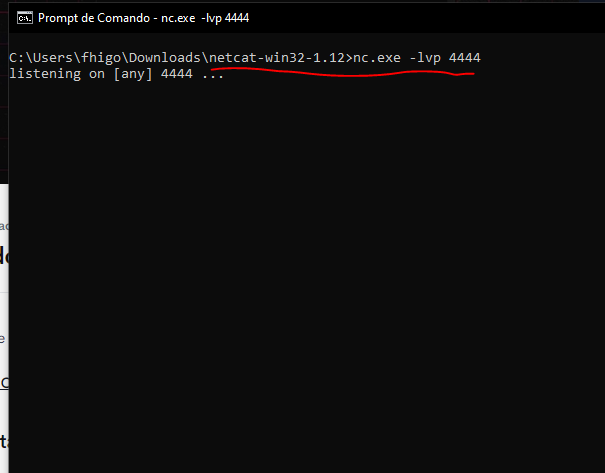 Prompt de Comando - nc.exe -lvp 4444
C:\Users\fhigo\Downloads\netcat-win32-1.12>nc.exe -lvp 4444
listening on [any] 4444 ...